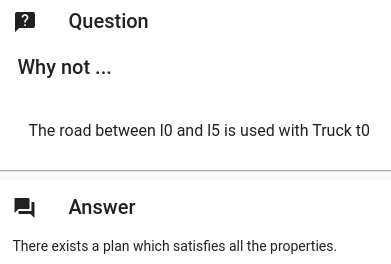 Question
Why not ...
The road between l0 and l5 is used with Truck t0
Answer
There exists a plan which satisfies all the properties.